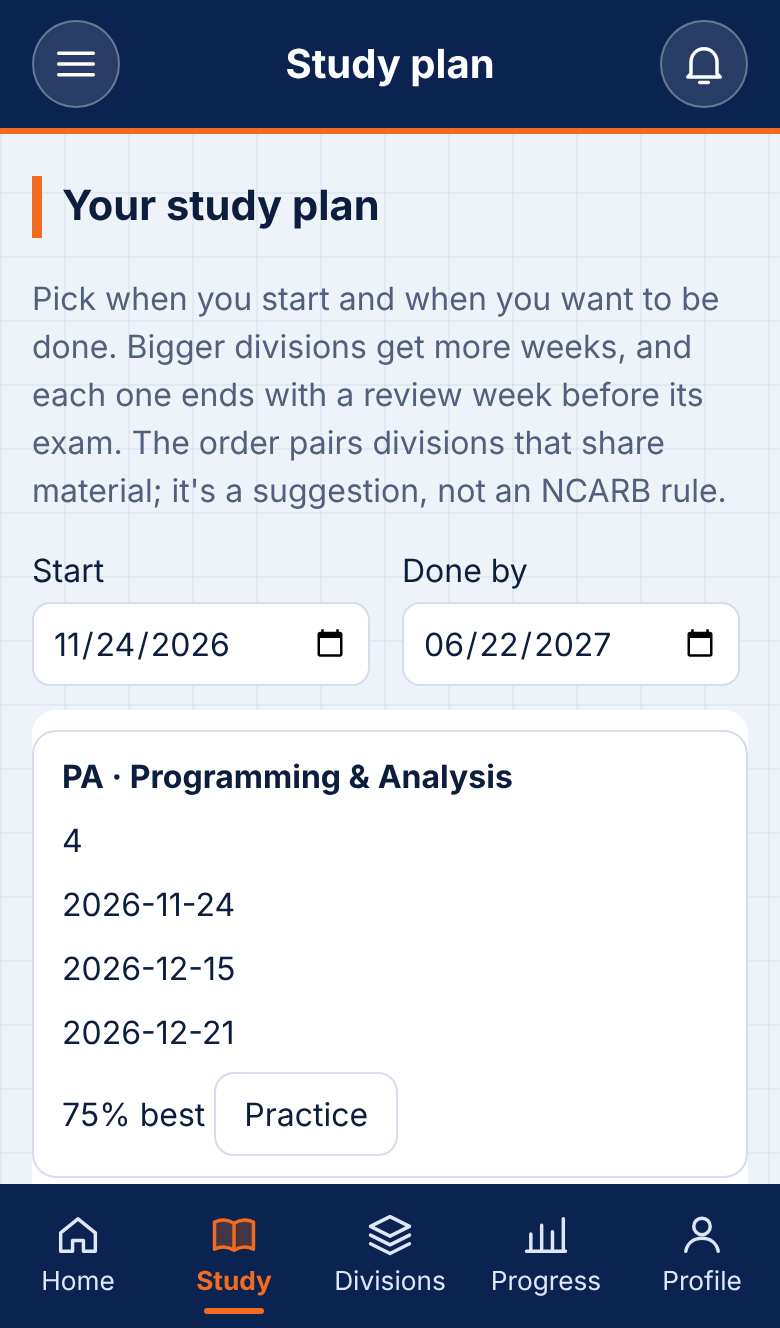 Study plan
Your study plan
Pick when you start and when you want to be
done. Bigger divisions get more weeks, and
each one ends with a review week before its
exam. The order pairs divisions that share
material; it's a suggestion, not an NCARB rule.
Start
Done by
11/24/2026
06/22/2027
PA · Programming & Analysis
4
2026-11-24
2026-12-15
2026-12-21
75% best
Practice
Home
Study
Divisions
Progress
Profile